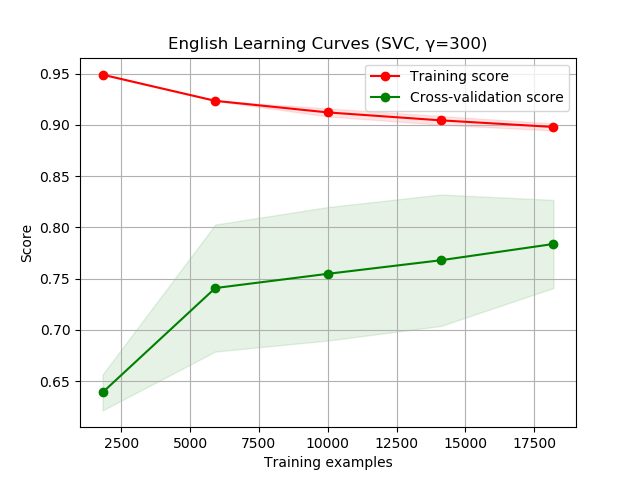 English Learning Curves (SVC, γ=300)
Training score
Cross-validation score
0.95
0.90
0.85
0.80
0.75
0.70
0.65
Score
2500 5000 7500 10000 12500 15000 17500
Training examples